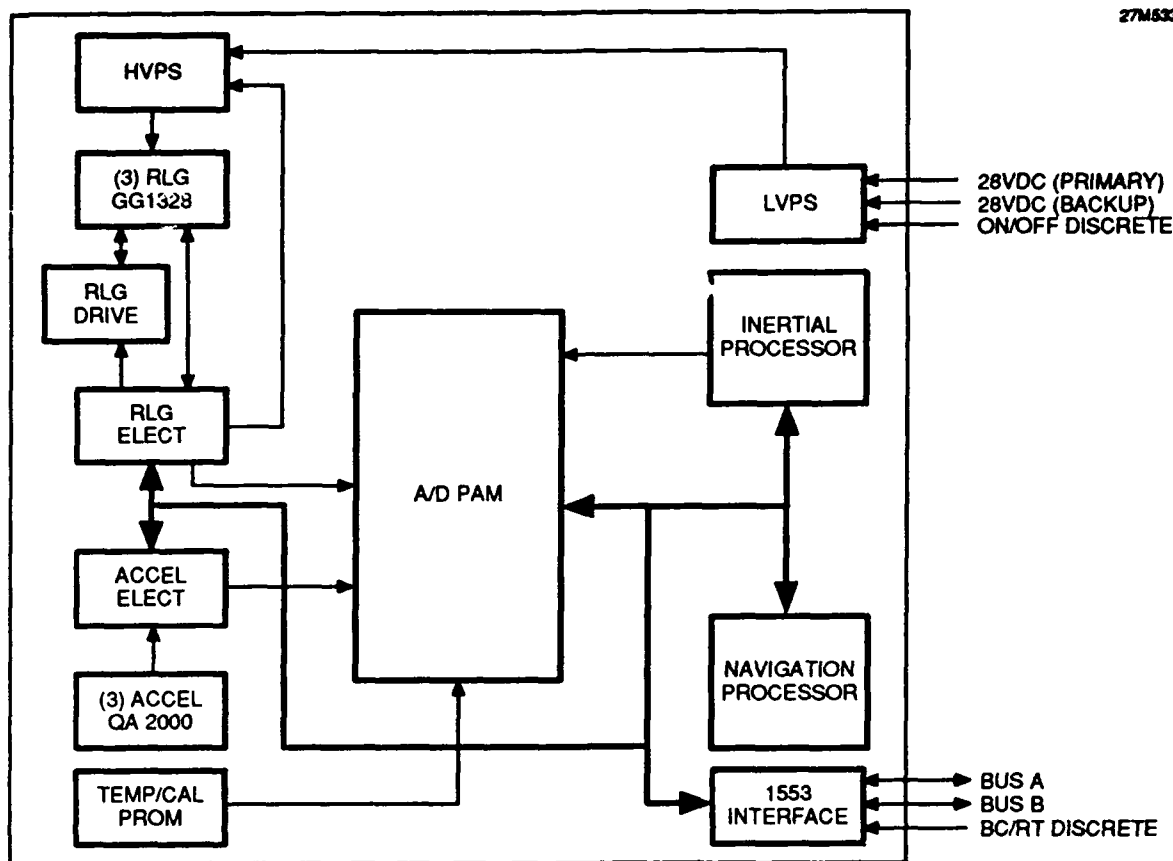 27M533
HVPS
(3) RLG
GG1328
RLG
DRIVE
RLG
ELECT
ACCEL
ELECT
(3) ACCEL
QA 2000
TEMP/CAL
PROM
A/D PAM
LVPS
28VDC (PRIMARY)
28VDC (BACKUP)
ON/OFF DISCRETE
INERTIAL
PROCESSOR
NAVIGATION
PROCESSOR
1553
INTERFACE
BUS A
BUS B
BC/RT DISCRETE